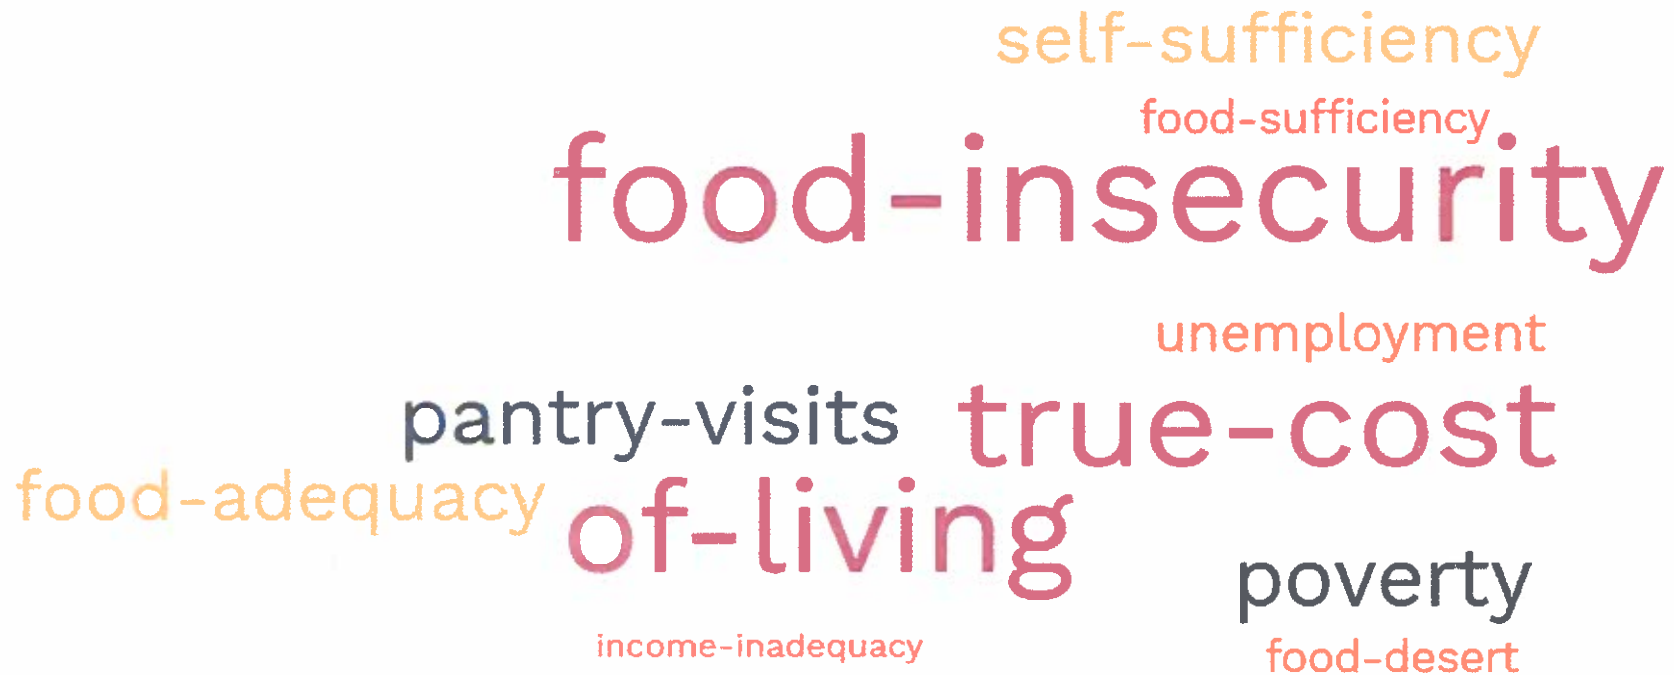 self-sufficiency
food-sufficiency
food-insecurity
unemployment
pantry-visits true-cost
food-adequacy of-living
poverty
income-inadequacy
food-desert